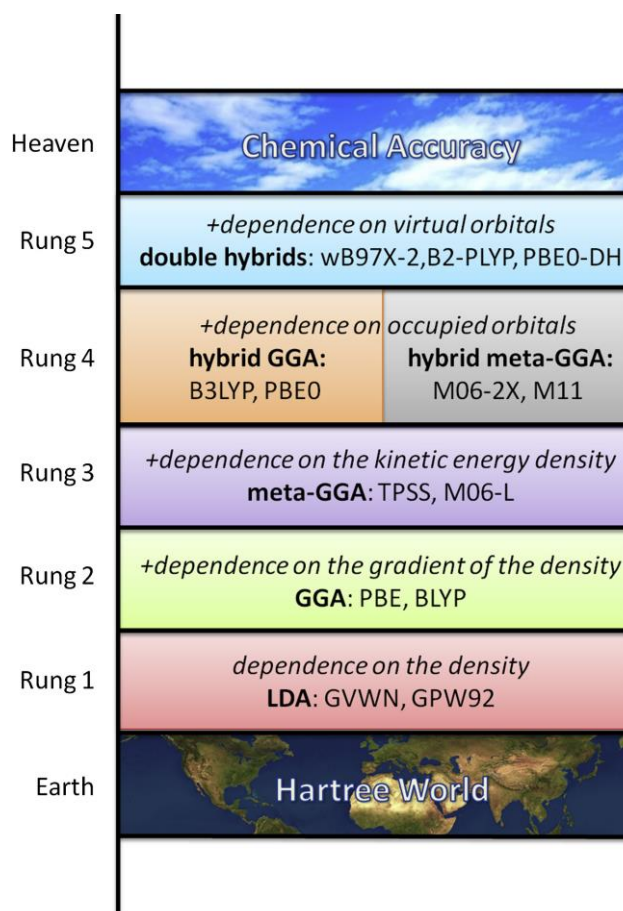 Heaven
Chemical Accuracy
Rung 5
+dependence on virtual orbitals
double hybrids: wB97X-2,B2-PLYP, PBE0-DH
Rung 4
+dependence on occupied orbitals
hybrid GGA:
B3LYP, PBE0
hybrid meta-GGA:
M06-2X, M11
Rung 3
+dependence on the kinetic energy density
meta-GGA: TPSS, M06-L
Rung 2
+dependence on the gradient of the density
GGA: PBE, BLYP
Rung 1
dependence on the density
LDA: GVWN, GPW92
Earth
Hartree World